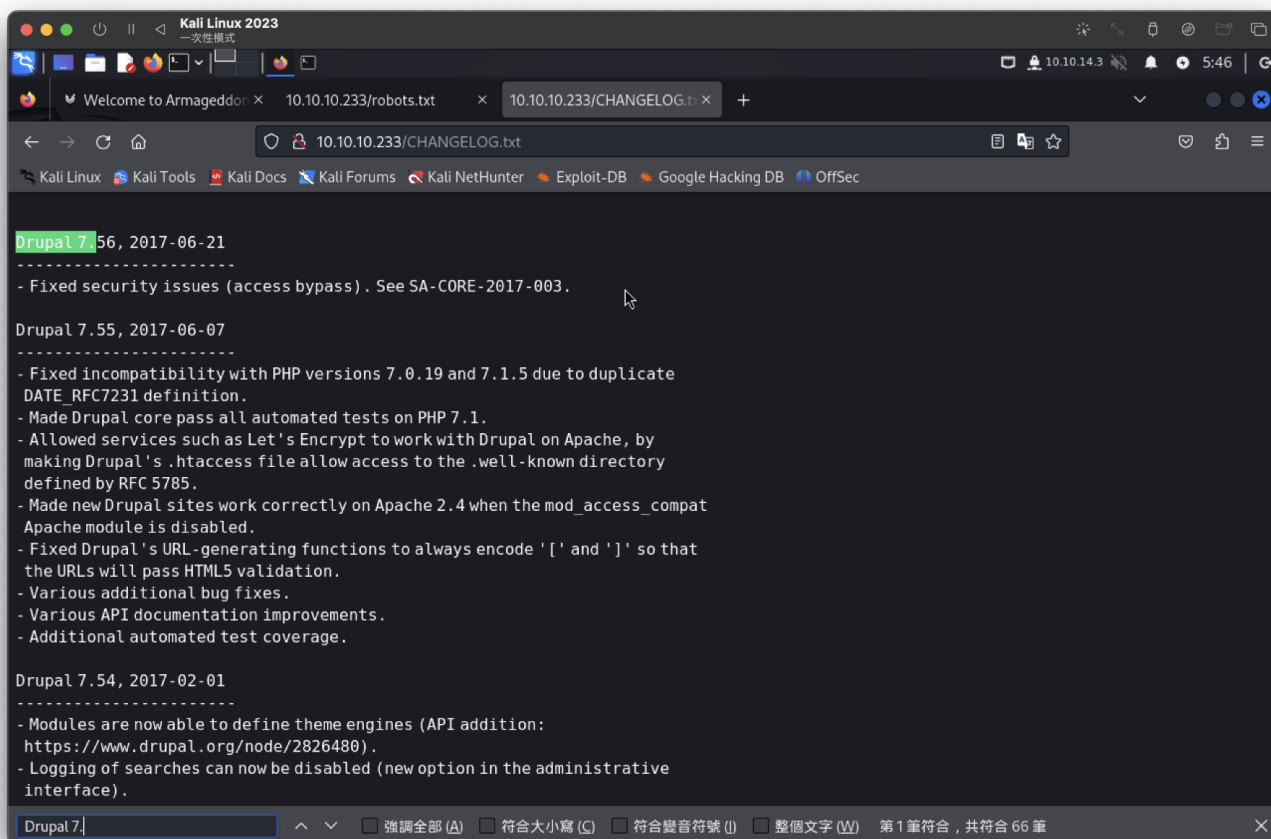 Kali Linux 2023
一次性模式
10.10.14.3
5:46
Welcome to Armageddon
10.10.10.233/robots.txt
10.10.10.233/CHANGELOG.t
10.10.10.233/CHANGELOG.txt
Kali Linux Kali Tools Kali Docs Kali Forums Kali NetHunter Exploit-DB Google Hacking DB OffSec
Drupal 7.56, 2017-06-21
-----------------------
- Fixed security issues (access bypass). See SA-CORE-2017-003.
Drupal 7.55, 2017-06-07
-----------------------
- Fixed incompatibility with PHP versions 7.0.19 and 7.1.5 due to duplicate
DATE_RFC7231 definition.
- Made Drupal core pass all automated tests on PHP 7.1.
- Allowed services such as Let's Encrypt to work with Drupal on Apache, by
making Drupal's .htaccess file allow access to the .well-known directory
defined by RFC 5785.
- Made new Drupal sites work correctly on Apache 2.4 when the mod_access_compat
Apache module is disabled.
- Fixed Drupal's URL-generating functions to always encode '[' and ']' so that
the URLs will pass HTML5 validation.
- Various additional bug fixes.
- Various API documentation improvements.
- Additional automated test coverage.
Drupal 7.54, 2017-02-01
-----------------------
- Modules are now able to define theme engines (API addition:
https://www.drupal.org/node/2826480).
- Logging of searches can now be disabled (new option in the administrative
interface).
Drupal 7. 強調全部 (A) 符合大小寫 (C) 符合變音符號 (I) 整個文字 (W) 第 1 筆符合，共符合 66 筆